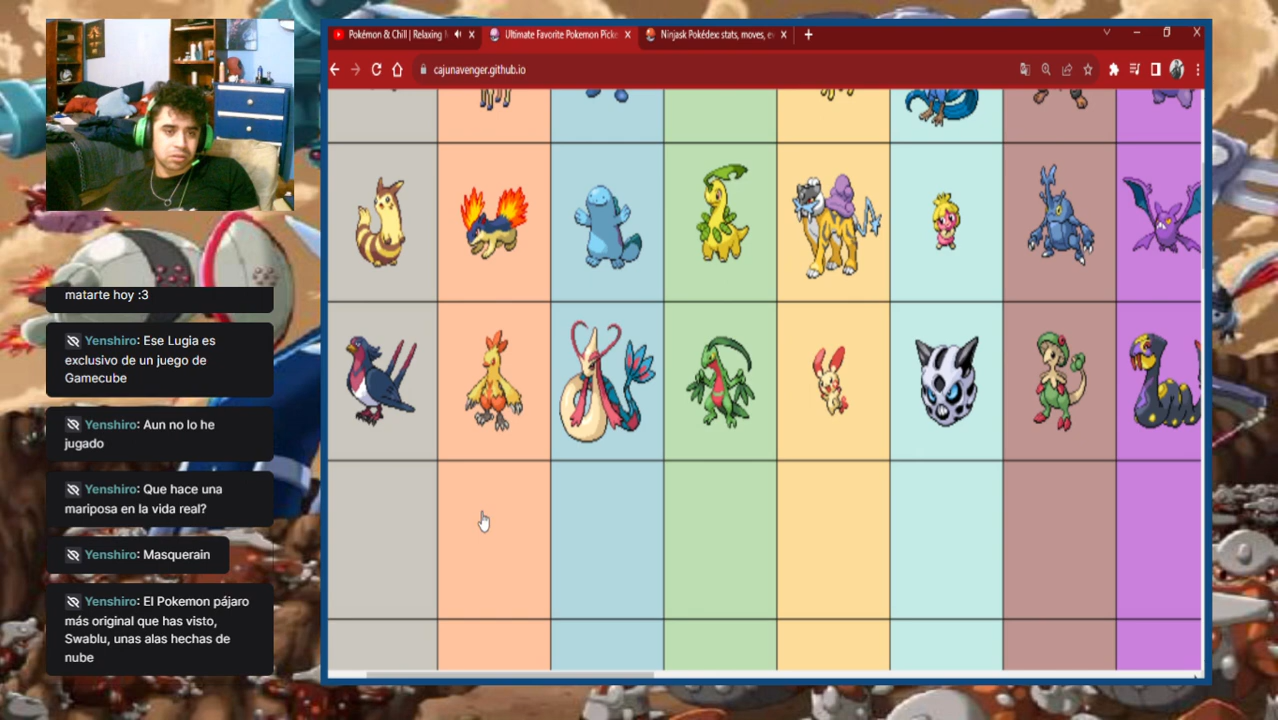 Pokémon & Chill | Relaxing
Ultimate Favorite Pokemon Picke
Ninjask Pokédex: stats, moves, e
cajunavenger.github.io
matarte hoy :3
Yenshiro: Ese Lugia es
exclusivo de un juego de
Gamecube
Yenshiro: Aun no lo he
jugado
Yenshiro: Que hace una
mariposa en la vida real?
Yenshiro: Masquerain
Yenshiro: El Pokemon pájaro
más original que has visto,
Swablu, unas alas hechas de
nube